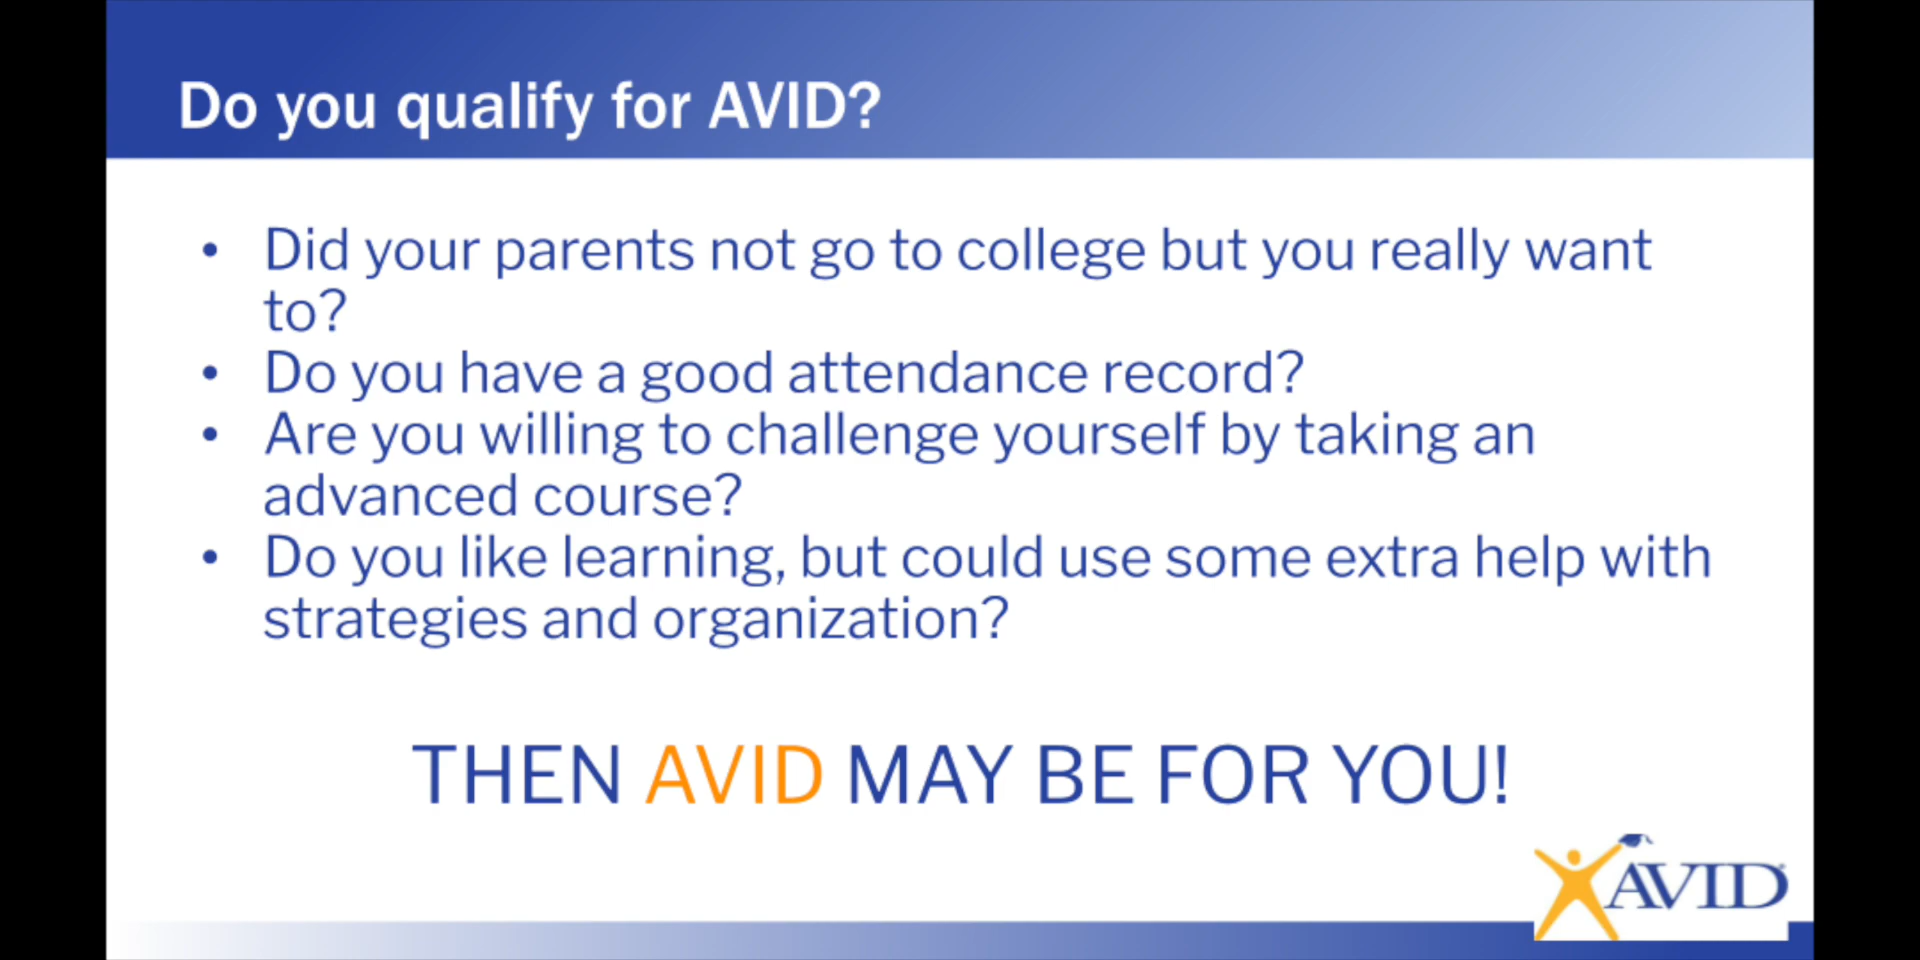 Do you qualify for AVID?
• Did your parents not go to college but you really want
to?
• Do you have a good attendance record?
• Are you willing to challenge yourself by taking an
advanced course?
• Do you like learning, but could use some extra help with
strategies and organization?
THEN AVID MAY BE FOR YOU!
AVID